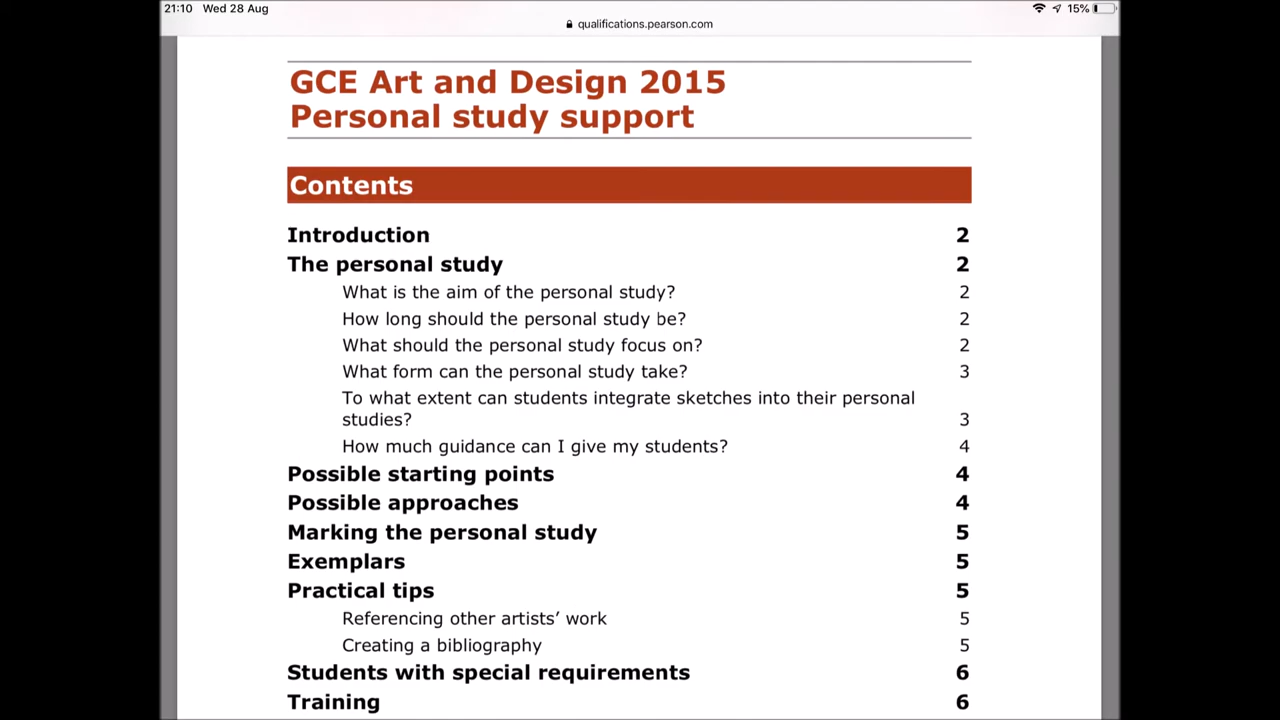 21:10 Wed 28 Aug 15%
qualifications.pearson.com
GCE Art and Design 2015
Personal study support
Contents
Introduction 2
The personal study 2
What is the aim of the personal study? 2
How long should the personal study be? 2
What should the personal study focus on? 2
What form can the personal study take? 3
To what extent can students integrate sketches into their personal
studies? 3
How much guidance can I give my students? 4
Possible starting points 4
Possible approaches 4
Marking the personal study 5
Exemplars 5
Practical tips 5
Referencing other artists’ work 5
Creating a bibliography 5
Students with special requirements 6
Training 6